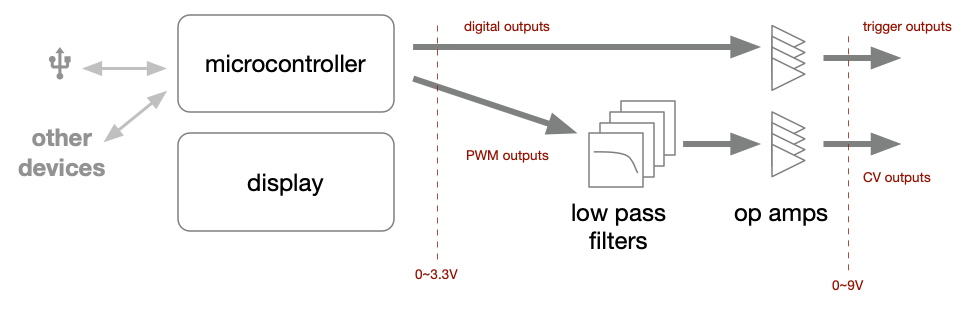 digital outputs
trigger outputs
microcontroller
other
devices
PWM outputs
display
CV outputs
low pass
filters
op amps
0~3.3V
0~9V